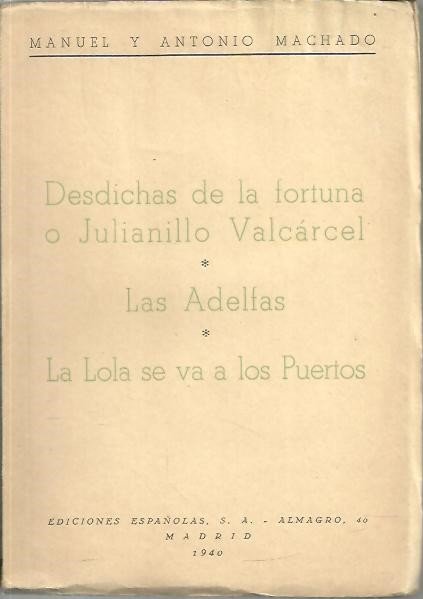 MANUEL Y ANTONIO MACHADO
Desdichas de la fortuna
o Julianillo Valcárcel
*
Las Adelfas
*
La Lola se va a los Puertos
EDICIONES ESPAÑOLAS, S. A. - ALMAGRO, 40
MADRID
1940